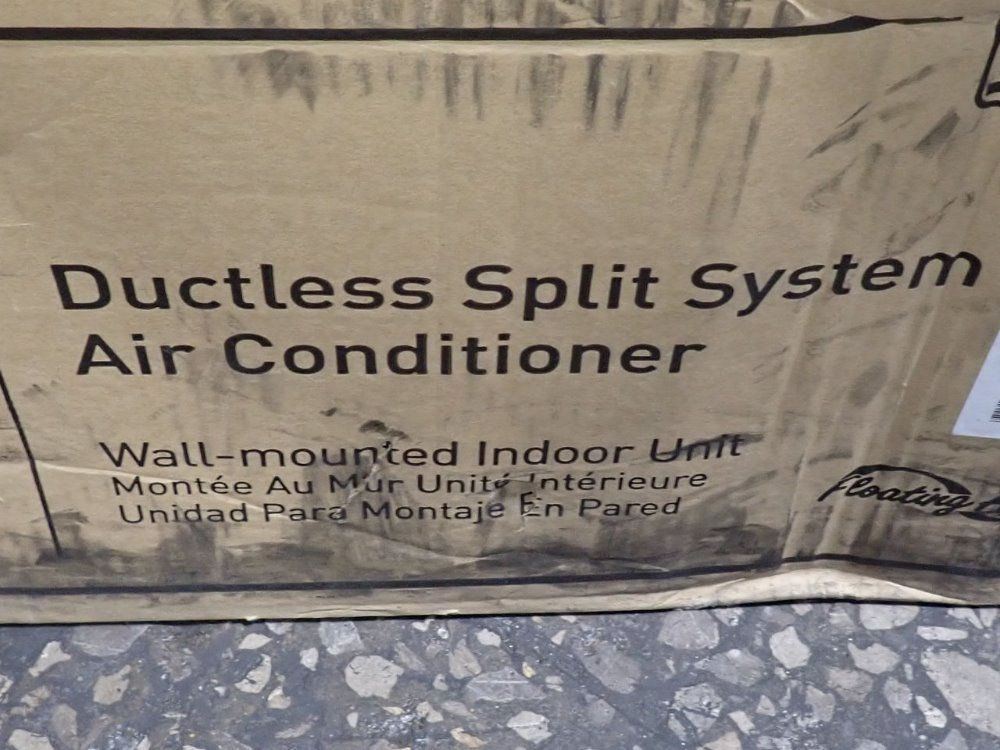 Ductless Split System
Air Conditioner
Wall-mounted Indoor Unit
Montée Au Mur Unité Intérieure
Unidad Para Montaje En Pared
Floating